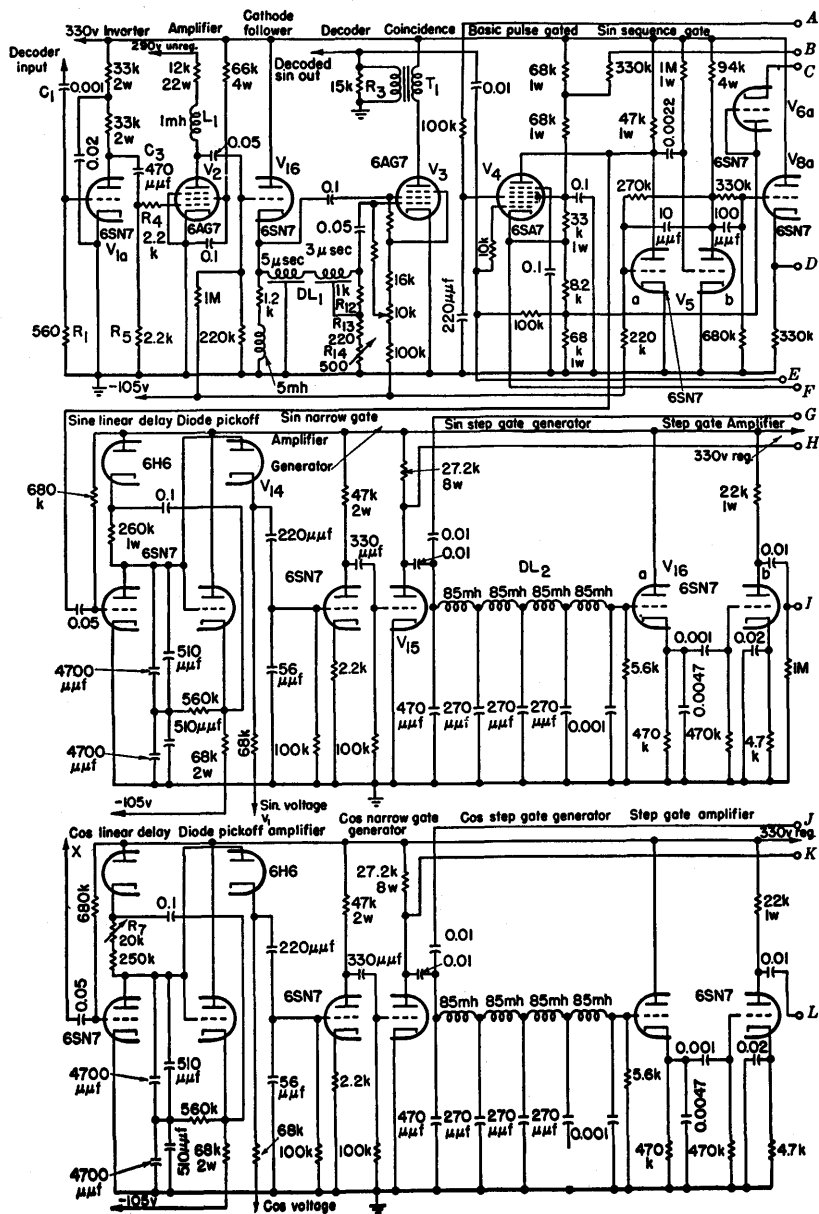 A
330v Inverter Amplifier Cathode follower Decoder Coincidence Basic pulse gated Sin sequence gate
290v unreg.
Decoder input
Decoded sin out
B
C
0.001
C1
33k 2w
12k 22w
66k 4w
15k R3
T1
0.01
68k 1w
330k
1M 1w
94k 4w
33k 2w
1mh L1
0.05
100k
68k 1w
47k 1w
0.0022
V6a
6SN7
0.02
C3 470 μμf
V2
V16
0.1
6AG7
V3
V4
0.1
270k
330k
V8a
6SN7
V1a
R4 2.2k
6AG7
0.1
6SN7
0.05
6SA7
33k 1w
10 μμf
100 μμf
6SN7
5μsec
3μsec
DL1
10k
0.1
8.2k
a
V5
b
D
560
R1
R5
2.2k
1M
220k
1.2k
5mh
1k
R12
R13
220
R14
500
16k
10k
100k
220μμf
100k
68k 1w
220k
680k
330k
-105v
6SN7
E
F
Sine linear delay Diode pickoff Sin narrow gate Sin step gate generator Step gate Amplifier
Amplifier
Generator
G
H
330v reg.
680k
6H6
V14
27.2k 8w
22k 1w
0.1
47k 2w
0.01
0.01
260k 1w
220μμf
330 μμf
0.01
6SN7
6SN7
DL2
V16
85mh 85mh 85mh 85mh
a
6SN7
b
I
0.05
V15
510 μμf
0.001
0.02
4700 μμf
56 μμf
2.2k
5.6k
0.0047
1M
560k
510μμf
470 μμf
270 μμf
270 μμf
0.001
4700 μμf
68k 2w
68k
100k
100k
470k
470k
4.7k
-105v
Sin. voltage
v1
Cos linear delay Diode pickoff amplifier Cos narrow gate generator Cos step gate generator Step gate amplifier
J
330v reg.
K
X
6H6
27.2k 8w
22k 1w
680k
0.1
47k 2w
R7
20k
250k
0.01
0.01
0.01
220μμf
330μμf
0.05
6SN7
6SN7
85mh 85mh 85mh 85mh
6SN7
L
510 μμf
0.001
0.02
4700 μμf
56 μμf
2.2k
5.6k
0.0047
560k
510μμf
470 μμf
270 μμf
270 μμf
0.001
4700 μμf
68k 2w
68k
100k
100k
470k
470k
4.7k
-105v
Cos voltage